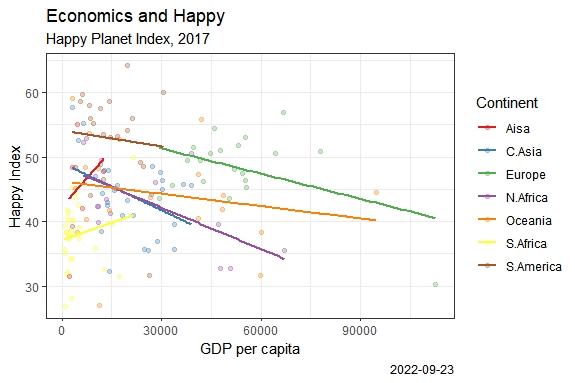 Economics and Happy
Happy Planet Index, 2017
60
50
40
30
Happy Index
0
30000
60000
90000
GDP per capita
Continent
Aisa
C.Asia
Europe
N.Africa
Oceania
S.Africa
S.America
2022-09-23